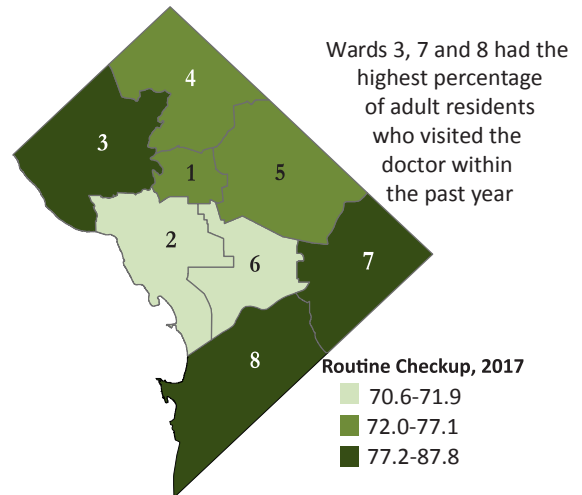 Wards 3, 7 and 8 had the
highest percentage
of adult residents
who visited the
doctor within
the past year
4
3
1
5
2
6
7
8
Routine Checkup, 2017
70.6-71.9
72.0-77.1
77.2-87.8